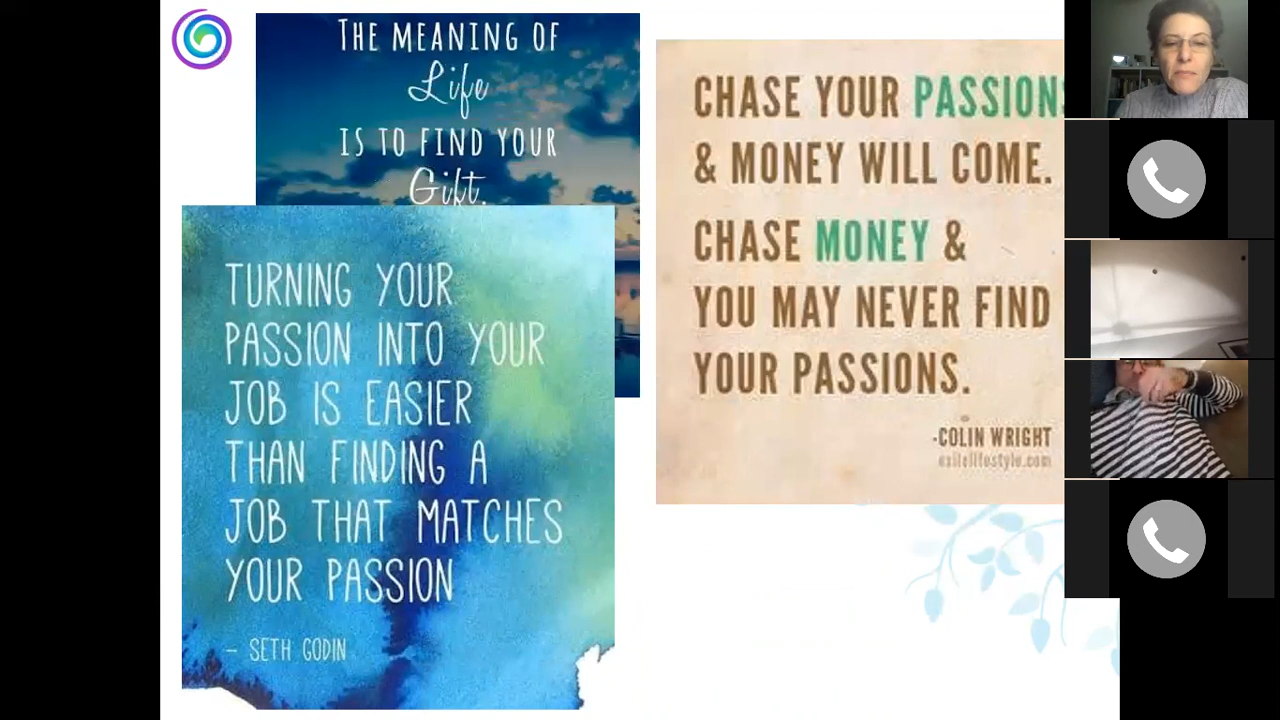 THE MEANING OF
Life
IS TO FIND YOUR
Gift.
TURNING YOUR
PASSION INTO YOUR
JOB IS EASIER
THAN FINDING A
JOB THAT MATCHES
YOUR PASSION
– SETH GODIN
CHASE YOUR PASSIONS
& MONEY WILL COME.
CHASE MONEY &
YOU MAY NEVER FIND
YOUR PASSIONS.
-COLIN WRIGHT
exilelifestyle.com